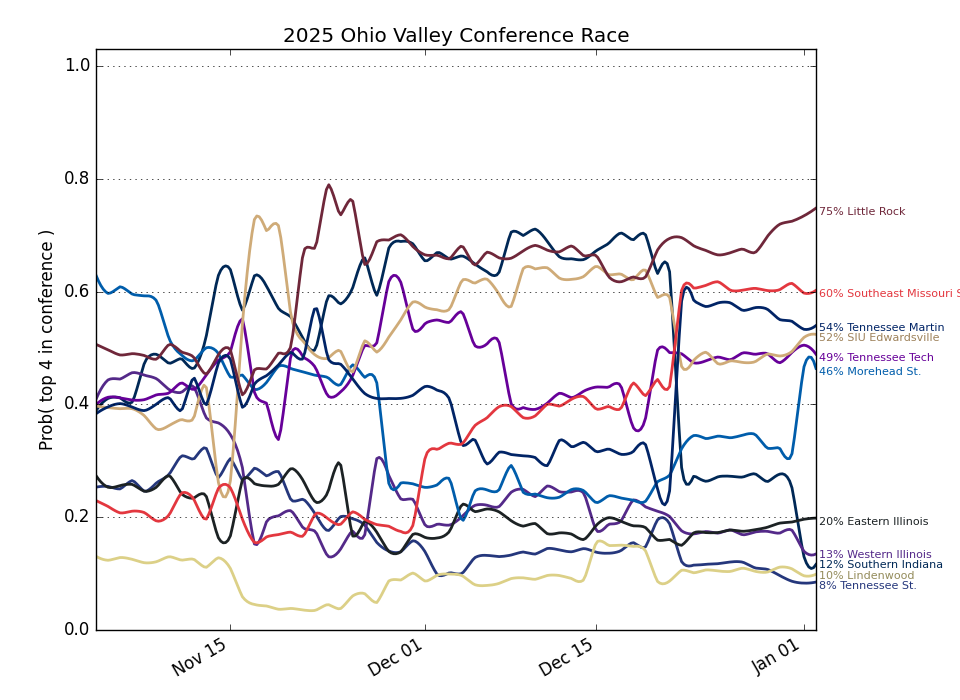 2025 Ohio Valley Conference Race
Prob( top 4 in conference )
1.0
0.8
0.6
0.4
0.2
0.0
Nov 15
Dec 01
Dec 15
Jan 01
75% Little Rock
60% Southeast Missouri S
54% Tennessee Martin
52% SIU Edwardsville
49% Tennessee Tech
46% Morehead St.
20% Eastern Illinois
13% Western Illinois
12% Southern Indiana
10% Lindenwood
8% Tennessee St.